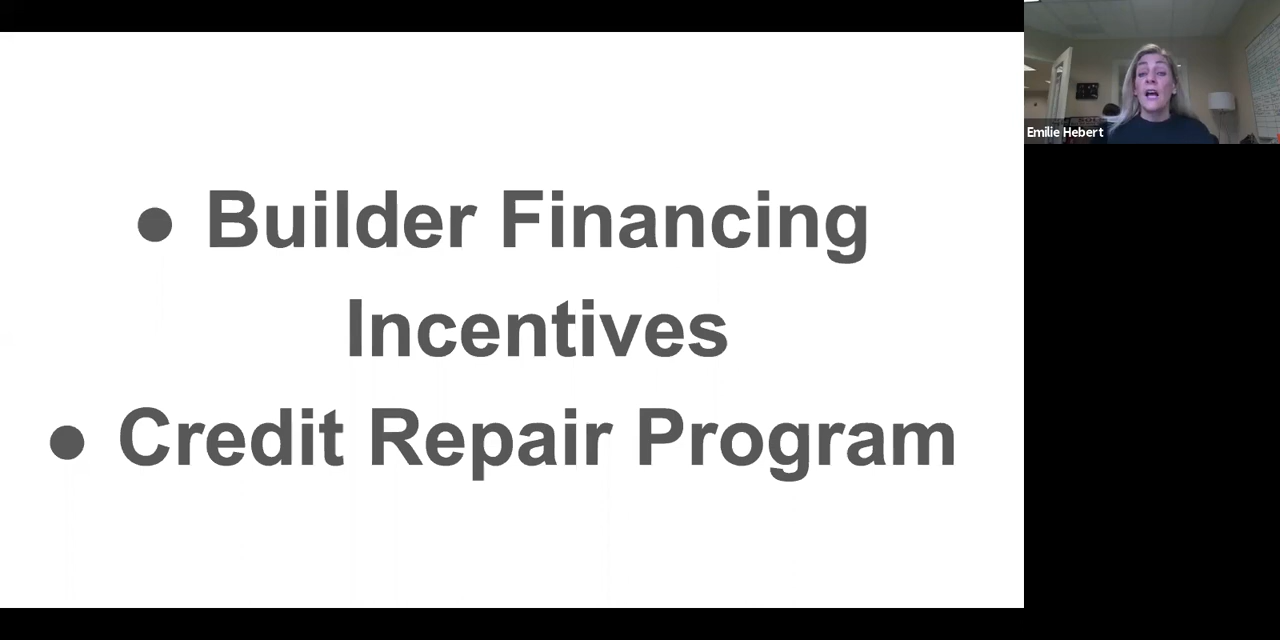 ● Builder Financing
Incentives
● Credit Repair Program
Emilie Hebert